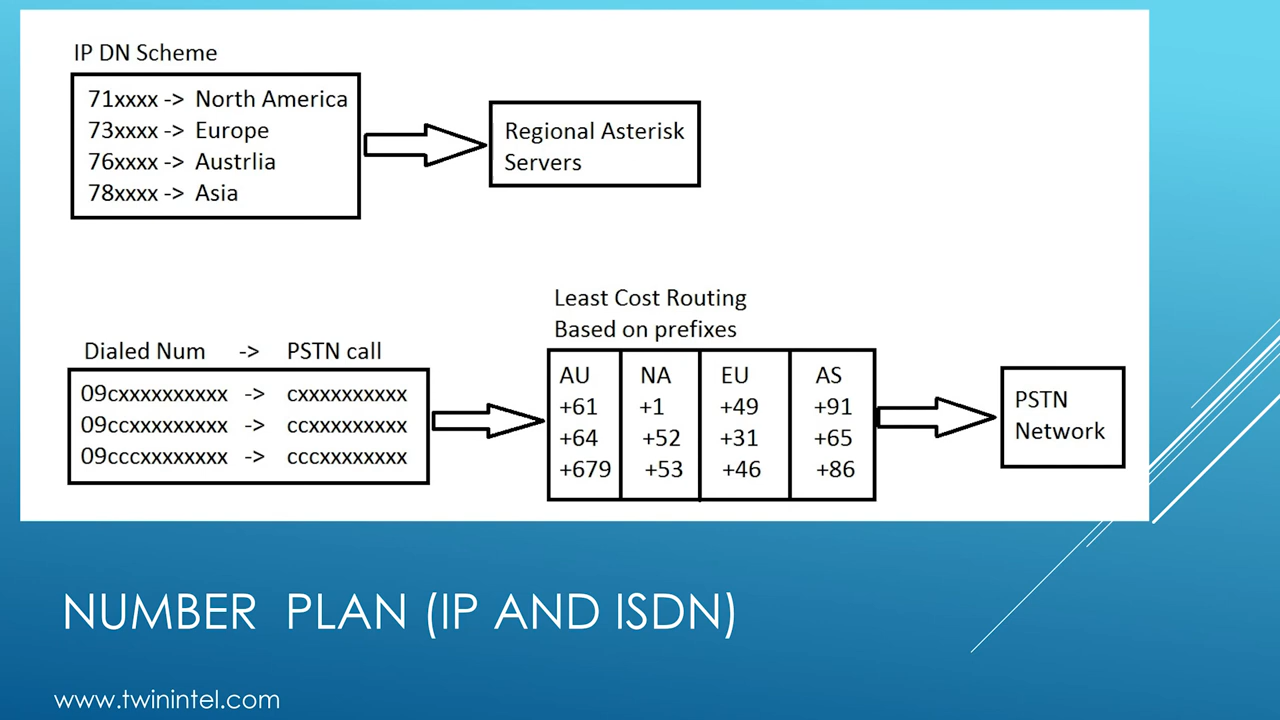 IP DN Scheme
71xxxx -> North America
73xxxx -> Europe
76xxxx -> Austrlia
78xxxx -> Asia
Regional Asterisk
Servers
Least Cost Routing
Based on prefixes
Dialed Num -> PSTN call
09cxxxxxxxxxx -> cxxxxxxxxxx
09ccxxxxxxxxx -> ccxxxxxxxxx
09cccxxxxxxxx -> cccxxxxxxxx
AU NA EU AS
+61 +1 +49 +91
+64 +52 +31 +65
+679 +53 +46 +86
PSTN
Network
NUMBER PLAN (IP AND ISDN)
www.twinintel.com